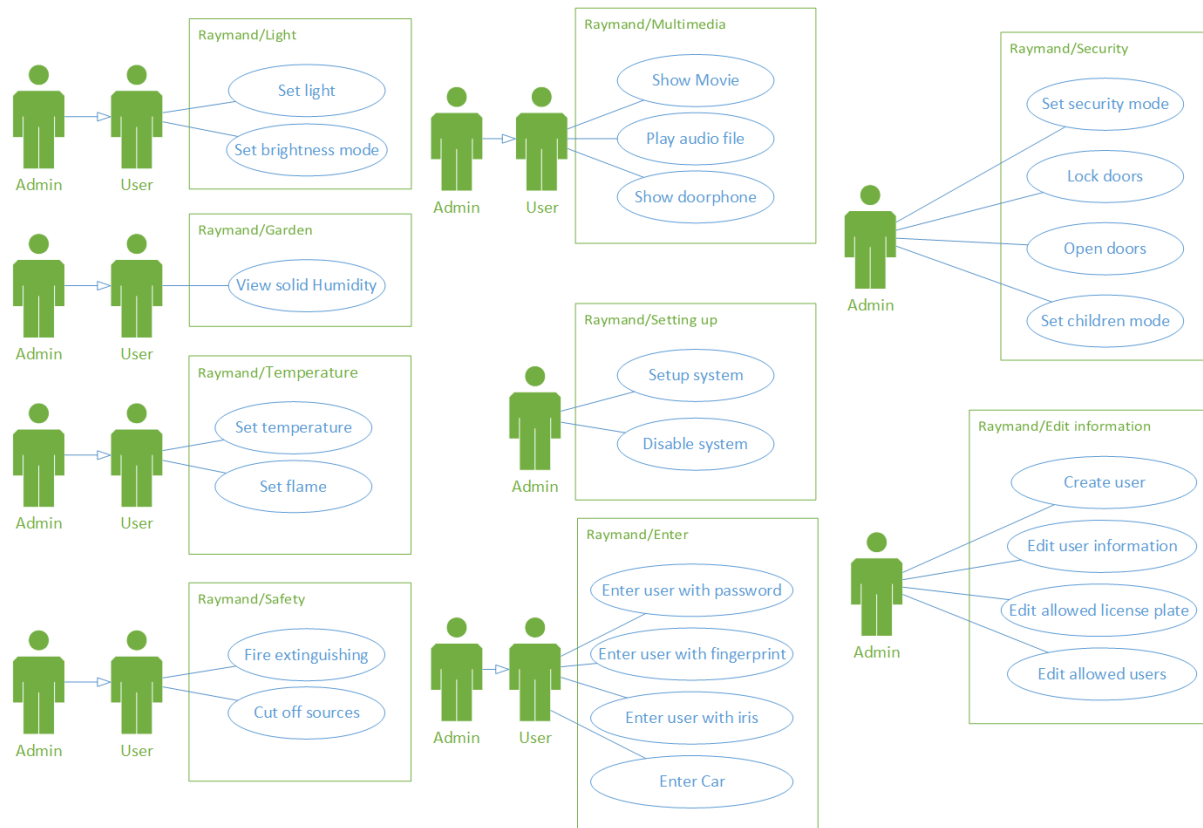 Raymand/Light
Set light
Set brightness mode
Admin
User
Raymand/Garden
View solid Humidity
Admin
User
Raymand/Temperature
Set temperature
Set flame
Admin
User
Raymand/Safety
Fire extinguishing
Cut off sources
Admin
User
Raymand/Multimedia
Show Movie
Play audio file
Show doorphone
Admin
User
Raymand/Setting up
Setup system
Disable system
Admin
Raymand/Enter
Enter user with password
Enter user with fingerprint
Enter user with iris
Enter Car
Admin
User
Raymand/Security
Set security mode
Lock doors
Open doors
Set children mode
Admin
Raymand/Edit information
Create user
Edit user information
Edit allowed license plate
Edit allowed users
Admin